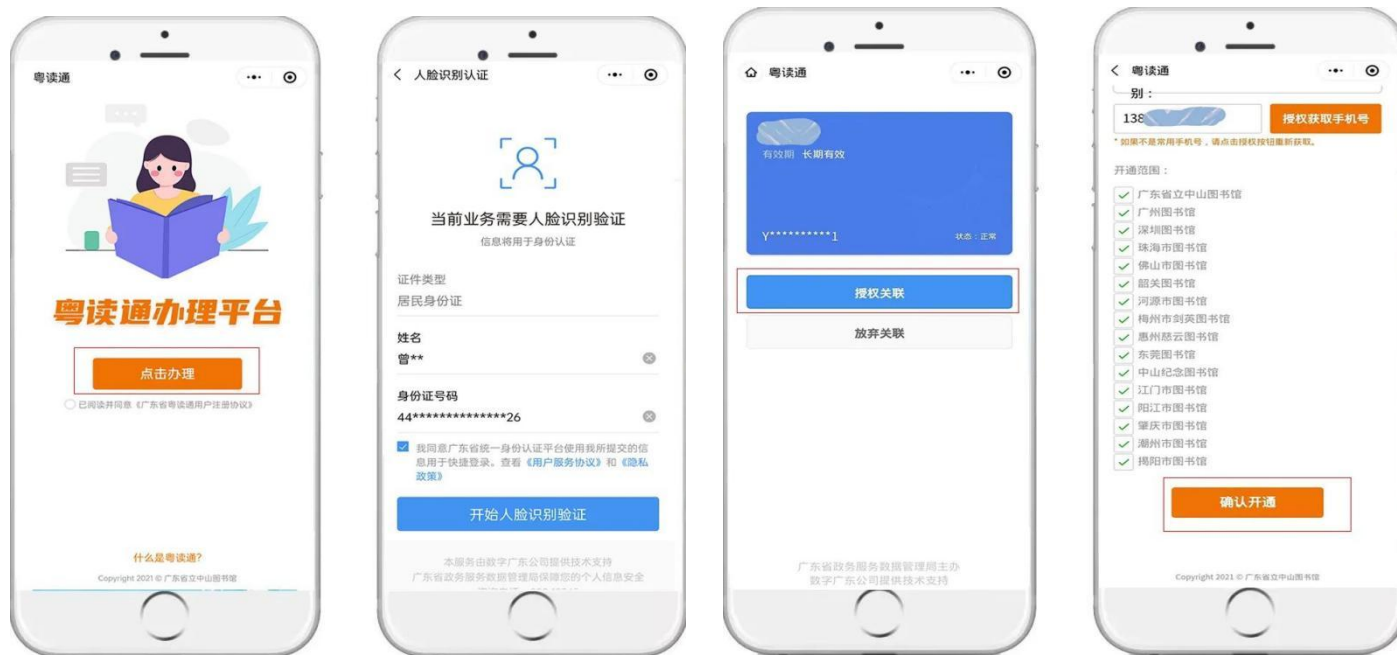 粤读通
粤读通办理平台
点击办理
已阅读并同意《广东省粤读通用户注册协议》
什么是粤读通?
Copyright 2021 © 广东省立中山图书馆
人脸识别认证
当前业务需要人脸识别验证
信息将用于身份认证
证件类型
居民身份证
姓名
曾**
身份证号码
44**************26
我同意广东省统一身份认证平台使用我所提交的信
息用于快捷登录。查看《用户服务协议》和《隐私
政策》
开始人脸识别验证
本服务由数字广东公司提供技术支持
广东省政务服务数据管理局保障您的个人信息安全
粤读通
有效期 长期有效
Y**********1
状态：正常
授权关联
放弃关联
广东省政务服务数据管理局主办
数字广东公司提供技术支持
粤读通
别：
138
授权获取手机号
* 如果不是常用手机号，请点击授权按钮重新获取。
开通范围：
广东省立中山图书馆
广州图书馆
深圳图书馆
珠海市图书馆
佛山市图书馆
韶关图书馆
河源市图书馆
梅州市剑英图书馆
惠州慈云图书馆
东莞图书馆
中山纪念图书馆
江门市图书馆
阳江市图书馆
肇庆市图书馆
潮州市图书馆
揭阳市图书馆
确认开通
Copyright 2021 © 广东省立中山图书馆